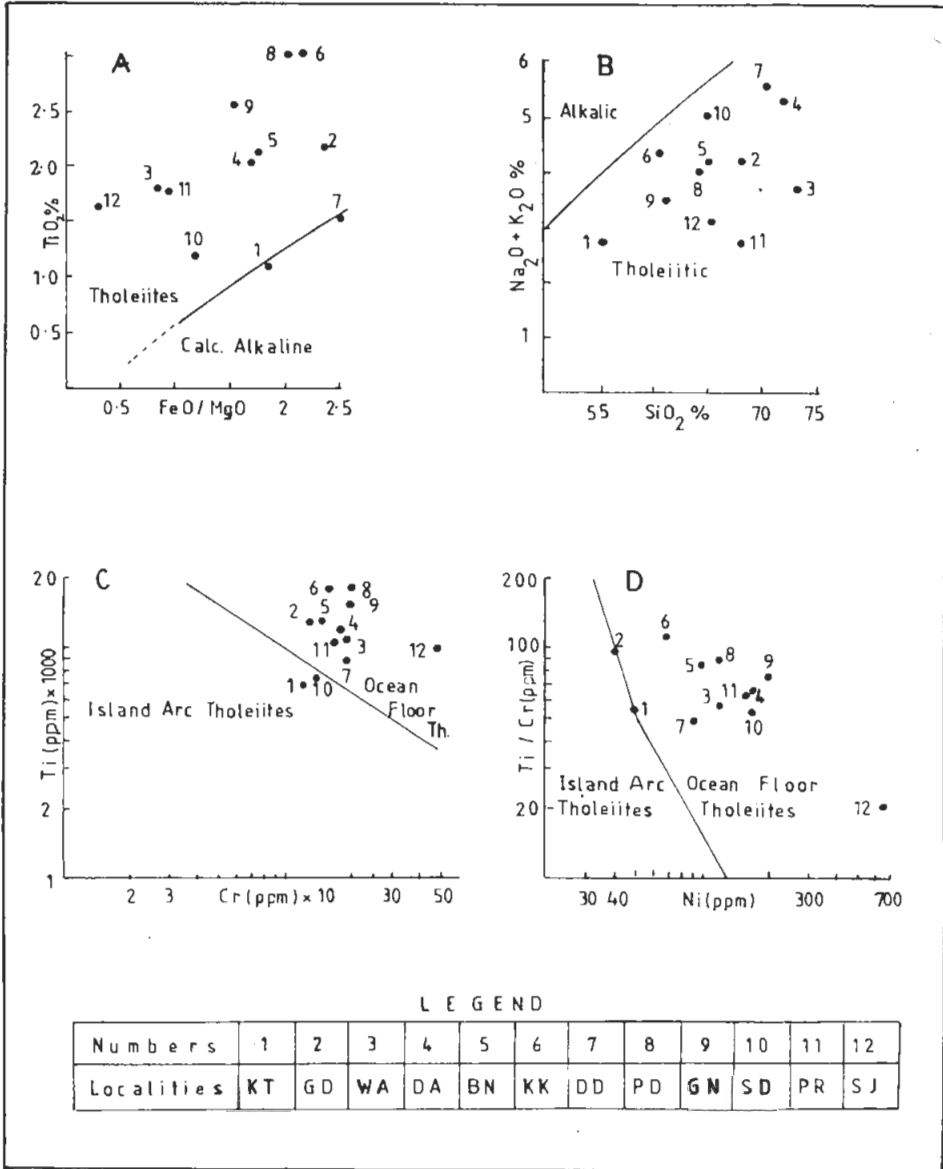 A
8 6
9
5 2
4
3 11
12
7
10
1
Tholeiites
Calc. Alkaline
2.5
2.0
1.0
0.5
TiO2%
0.5 FeO/MgO 2 2.5
B
6
5
1
Na2O + K2O %
7
4
Alkalic
10
6 5 2
8 3
9
12
1 11
Tholeiitic
55 SiO2 % 70 75
C
20
2
1
Ti (ppm) x 1000
6 8
2 5 9
4
11 3 12
7
1 10
Ocean
Floor
Th.
Island Arc Tholeiites
2 3 Cr(ppm) x 10 30 50
D
200
100
20
Ti / Cr(ppm)
6
2
5 8 9
3 11 4
1 7 10
12
Island Arc Ocean Floor
Tholeiites Tholeiites
30 40 Ni(ppm) 300 700
LEGEND
Numbers 1 2 3 4 5 6 7 8 9 10 11 12
Localities KT GD WA DA BN KK DD PD GN SD PR SJ